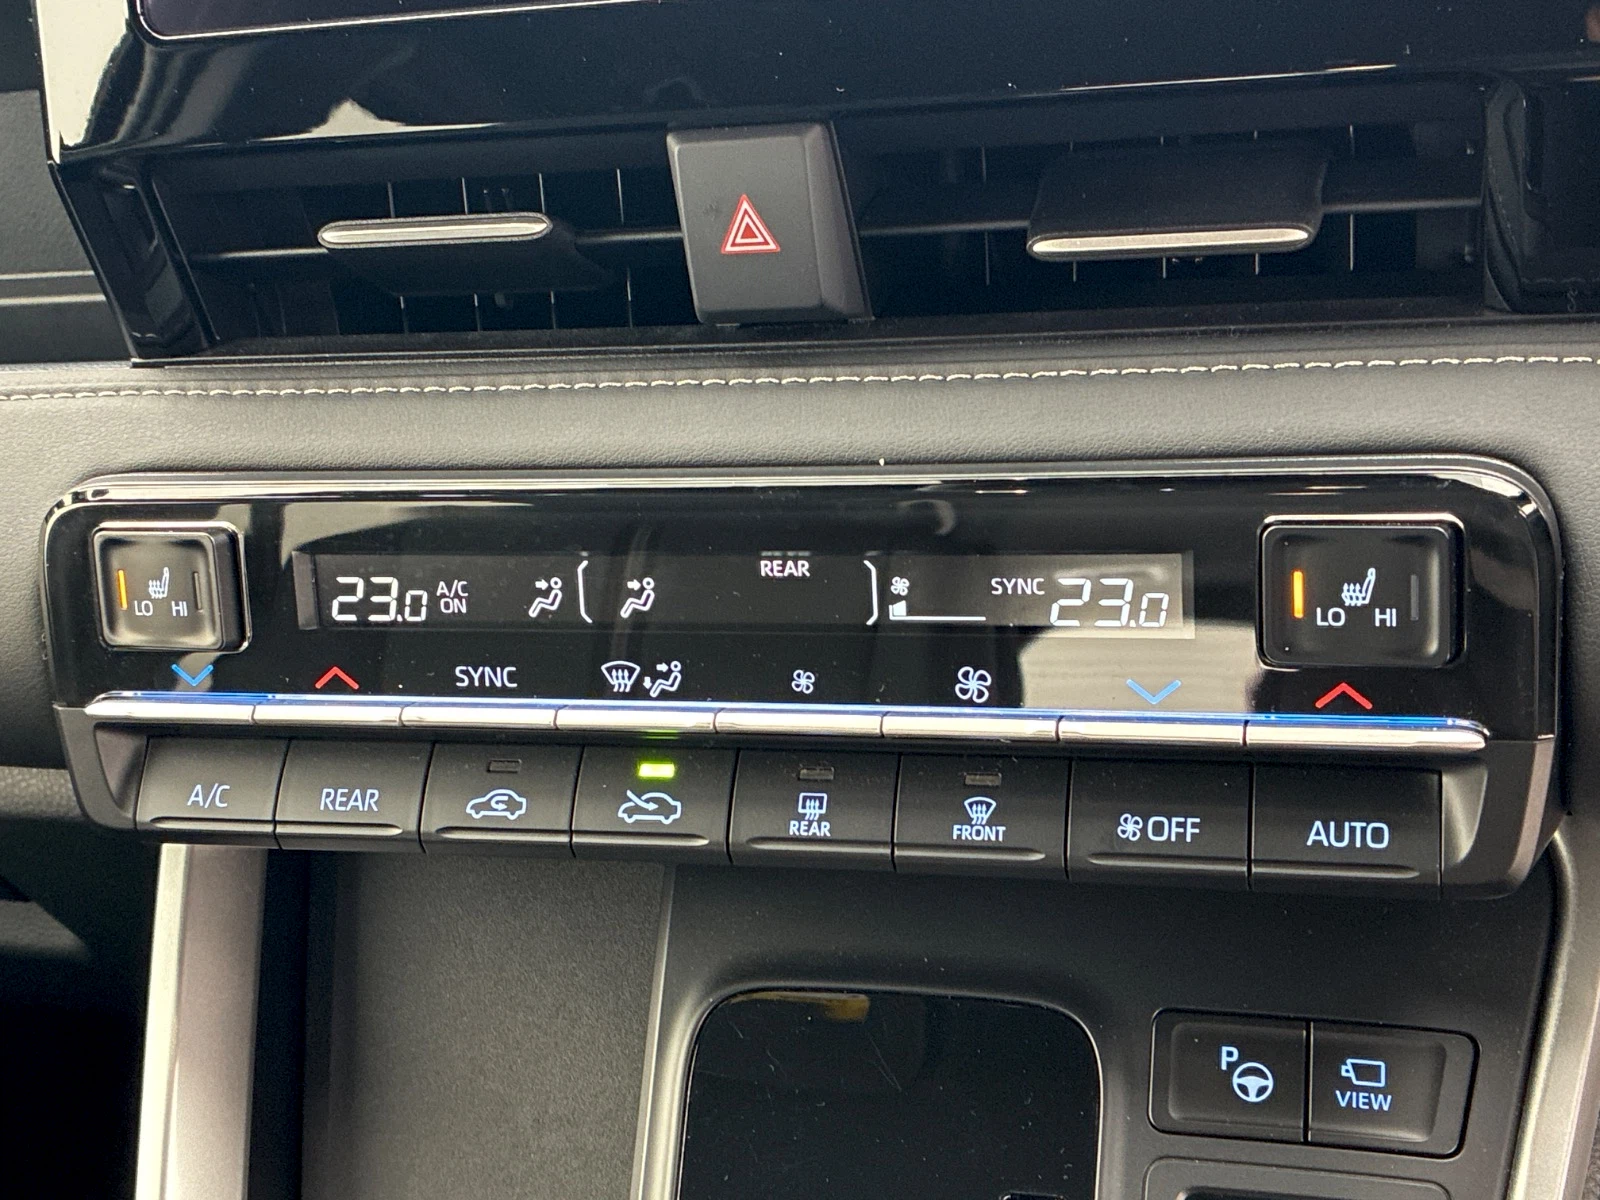 23.0 A/C ON REAR SYNC 23.0
LO HI
LO HI
SYNC
A/C REAR REAR FRONT OFF AUTO
P
VIEW